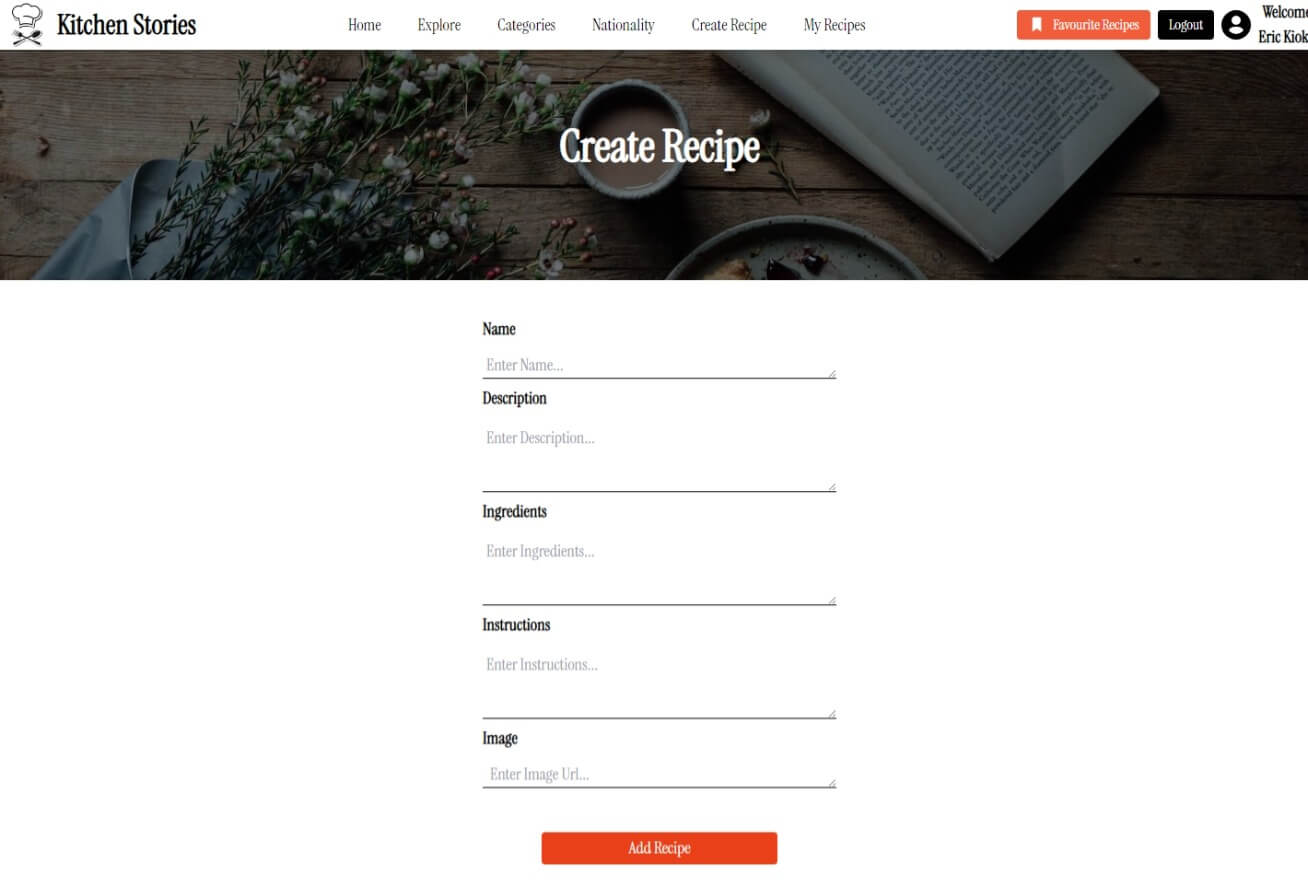 Kitchen Stories
Home Explore Categories Nationality Create Recipe My Recipes
Favourite Recipes Logout
Welcome
Eric Kiok
Create Recipe
Name
Enter Name...
Description
Enter Description...
Ingredients
Enter Ingredients...
Instructions
Enter Instructions...
Image
Enter Image Url...
Add Recipe